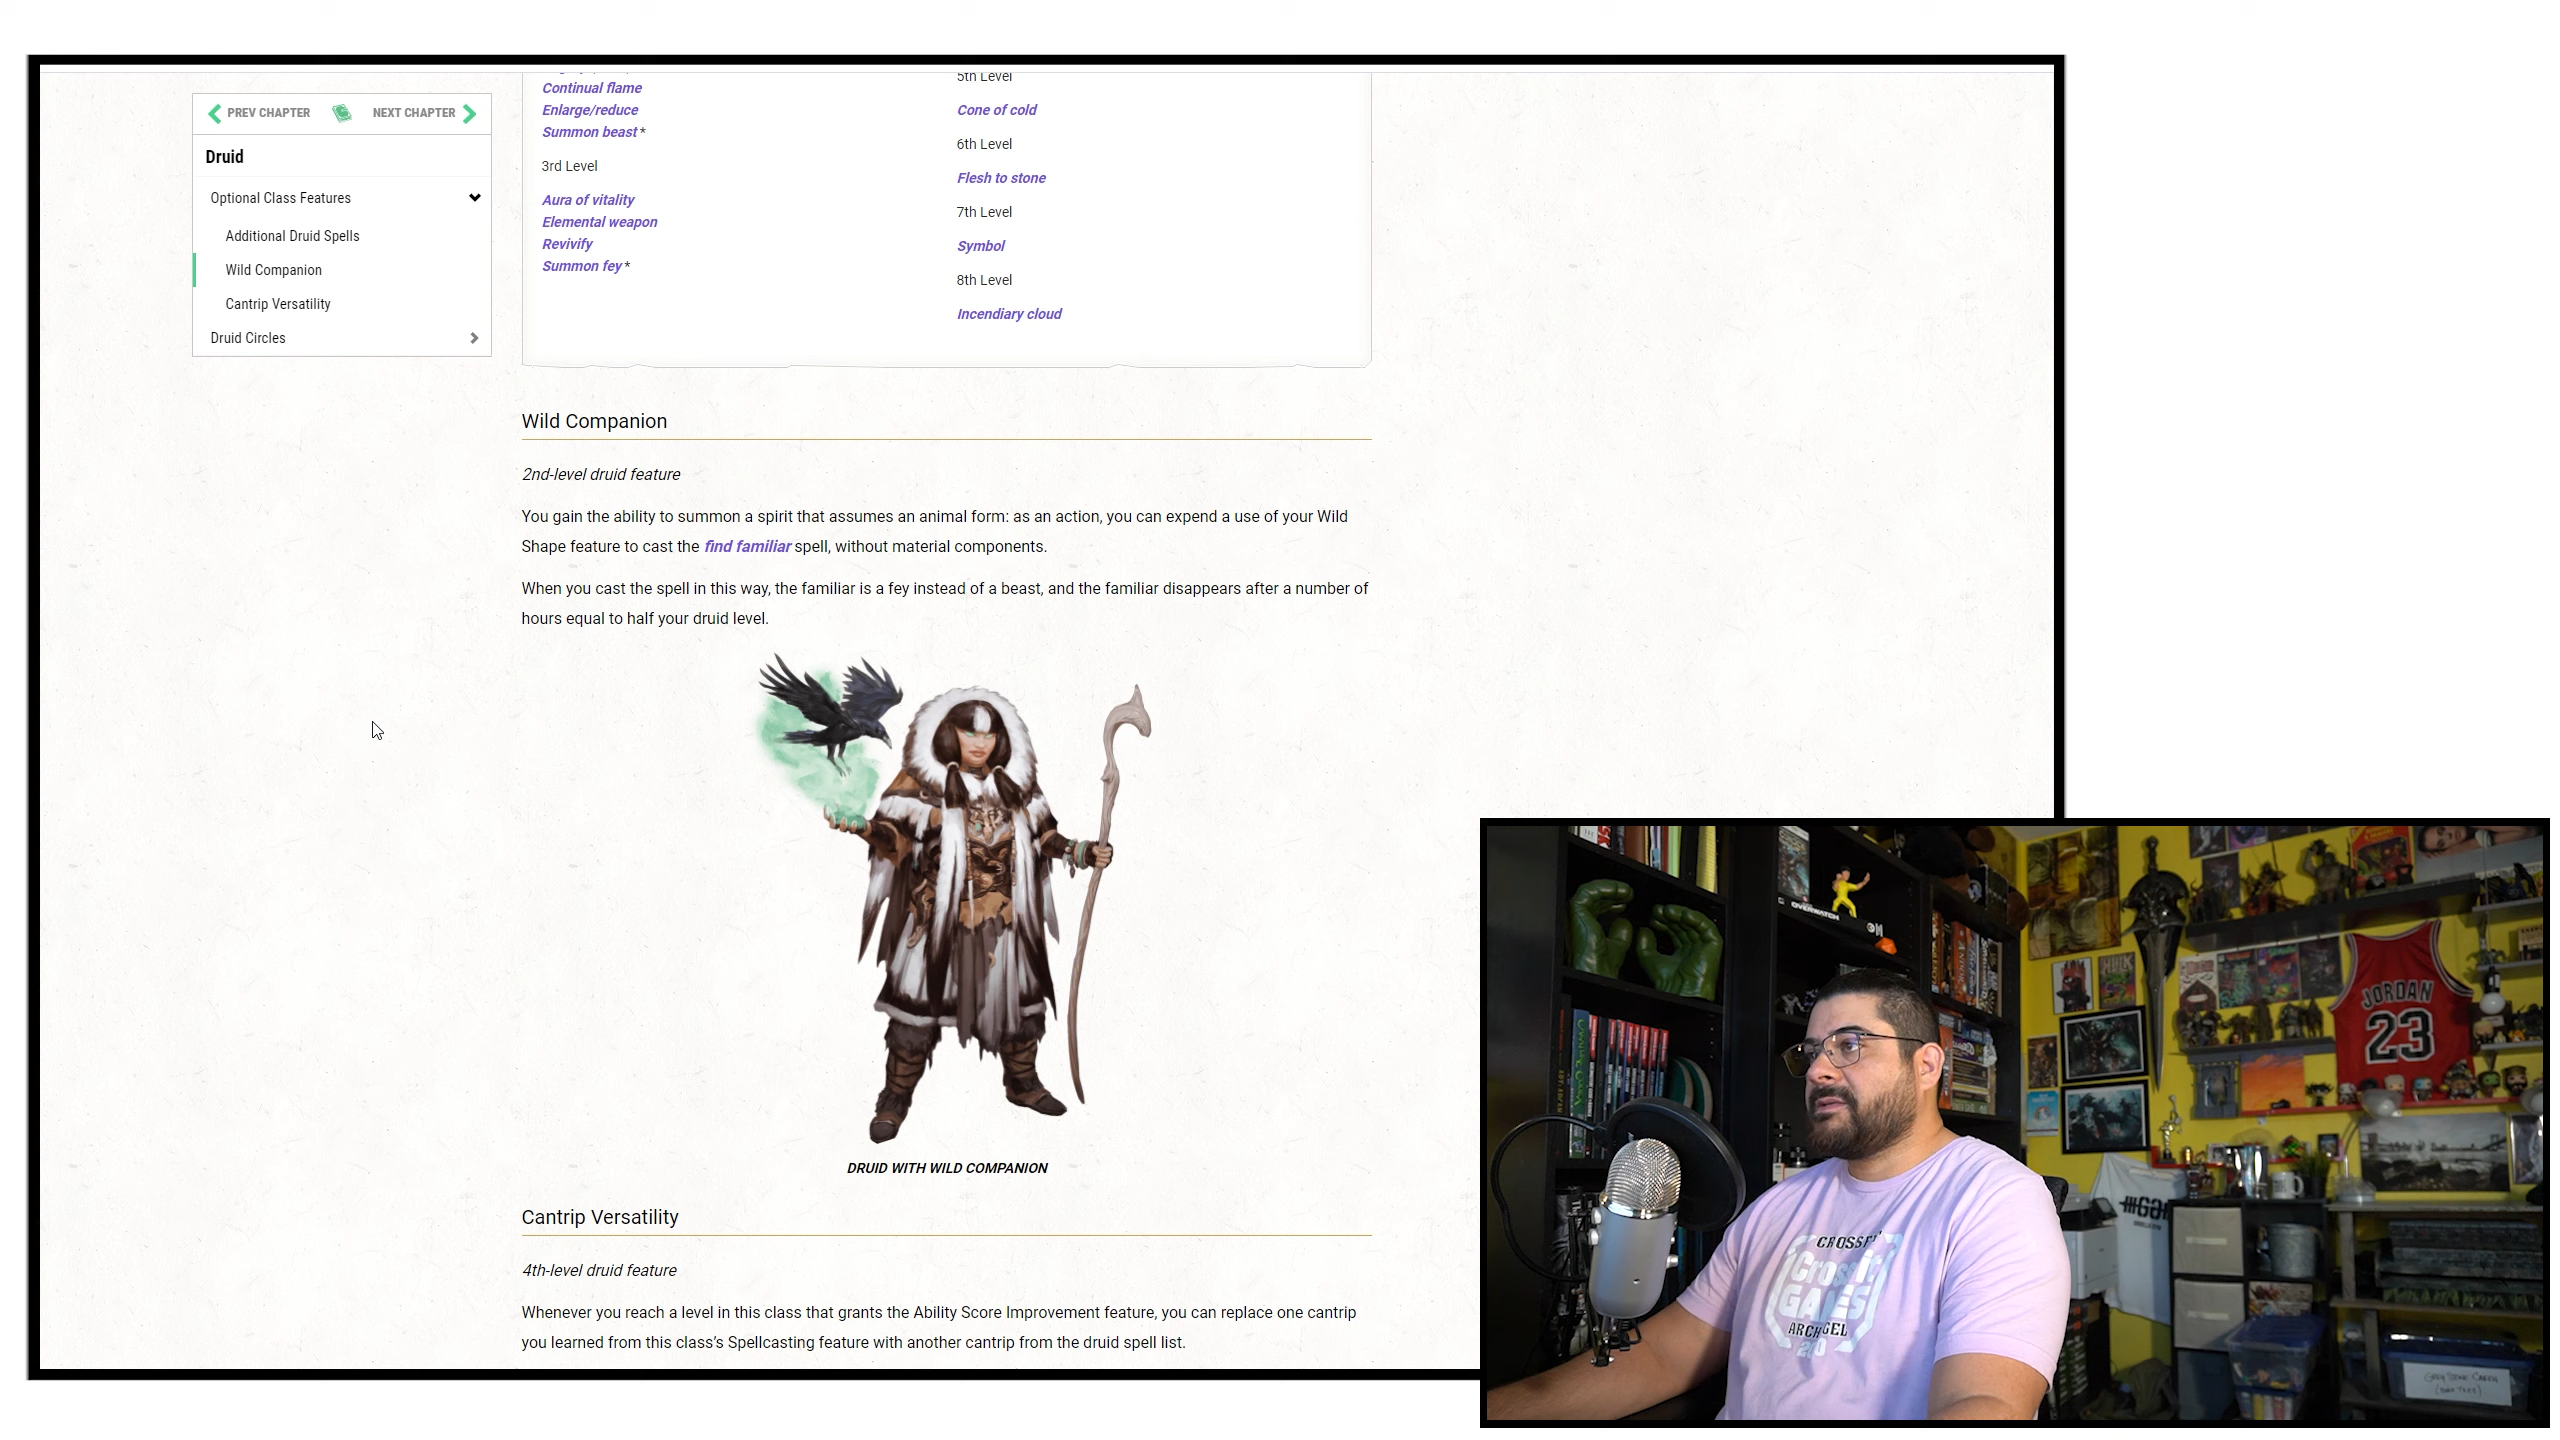 PREV CHAPTER
NEXT CHAPTER
Druid
Optional Class Features
Additional Druid Spells
Wild Companion
Cantrip Versatility
Druid Circles
Continual flame
Enlarge/reduce
Summon beast *
3rd Level
Aura of vitality
Elemental weapon
Revivify
Summon fey *
5th Level
Cone of cold
6th Level
Flesh to stone
7th Level
Symbol
8th Level
Incendiary cloud
Wild Companion
2nd-level druid feature
You gain the ability to summon a spirit that assumes an animal form: as an action, you can expend a use of your Wild
Shape feature to cast the find familiar spell, without material components.
When you cast the spell in this way, the familiar is a fey instead of a beast, and the familiar disappears after a number of
hours equal to half your druid level.
DRUID WITH WILD COMPANION
Cantrip Versatility
4th-level druid feature
Whenever you reach a level in this class that grants the Ability Score Improvement feature, you can replace one cantrip
you learned from this class’s Spellcasting feature with another cantrip from the druid spell list.
OVERWATCH
JORDAN
23
GAMES